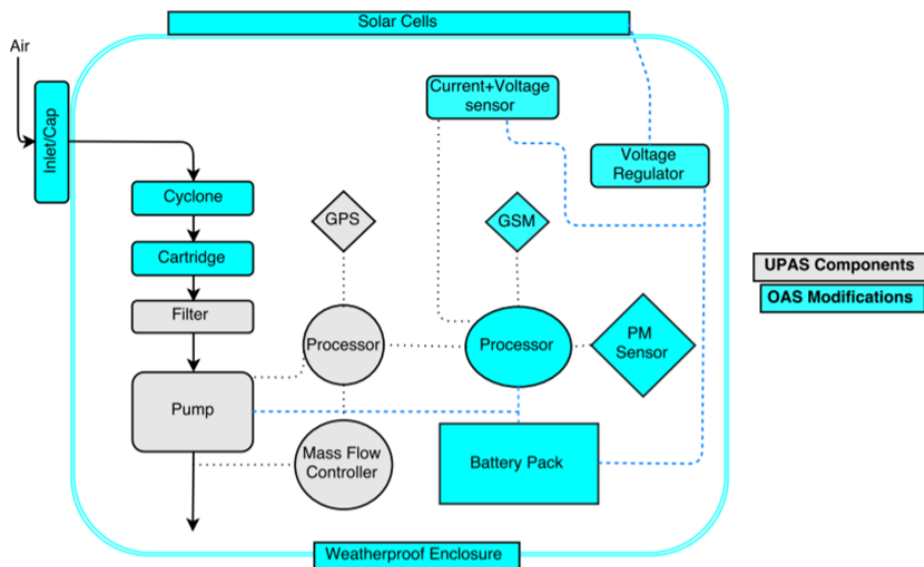 Solar Cells
Air
Inlet/Cap
Current+Voltage
sensor
Voltage
Regulator
Cyclone
GPS
GSM
Cartridge
UPAS Components
OAS Modifications
Filter
Processor
Processor
PM
Sensor
Pump
Mass Flow
Controller
Battery Pack
Weatherproof Enclosure